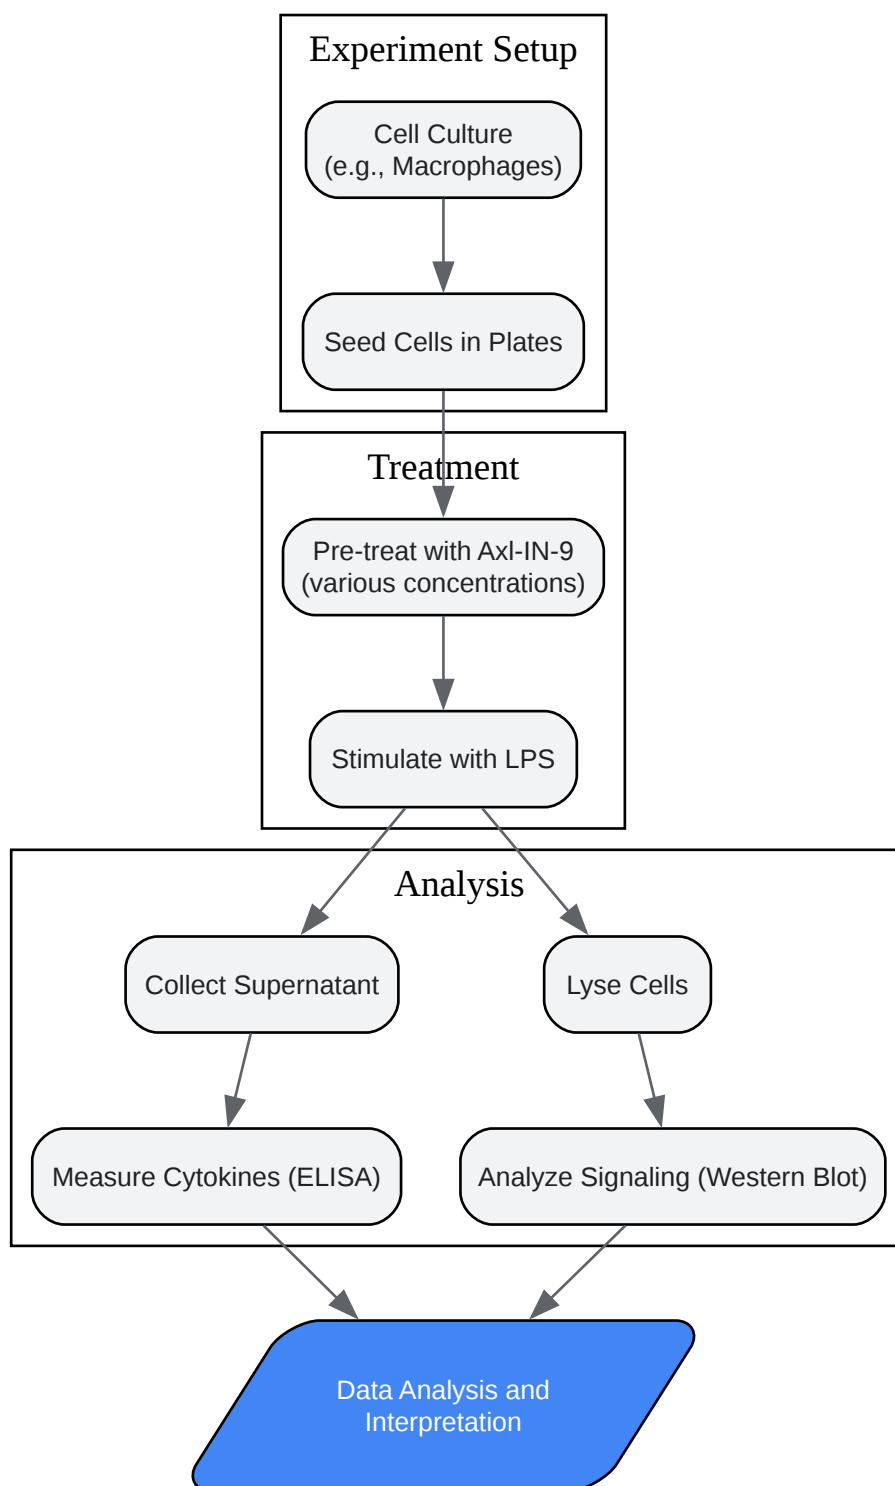 Experiment Setup
Cell Culture
(e.g., Macrophages)
Seed Cells in Plates
Treatment
Pre-treat with Axl-IN-9
(various concentrations)
Stimulate with LPS
Analysis
Collect Supernatant
Lyse Cells
Measure Cytokines (ELISA)
Analyze Signaling (Western Blot)
Data Analysis and
Interpretation